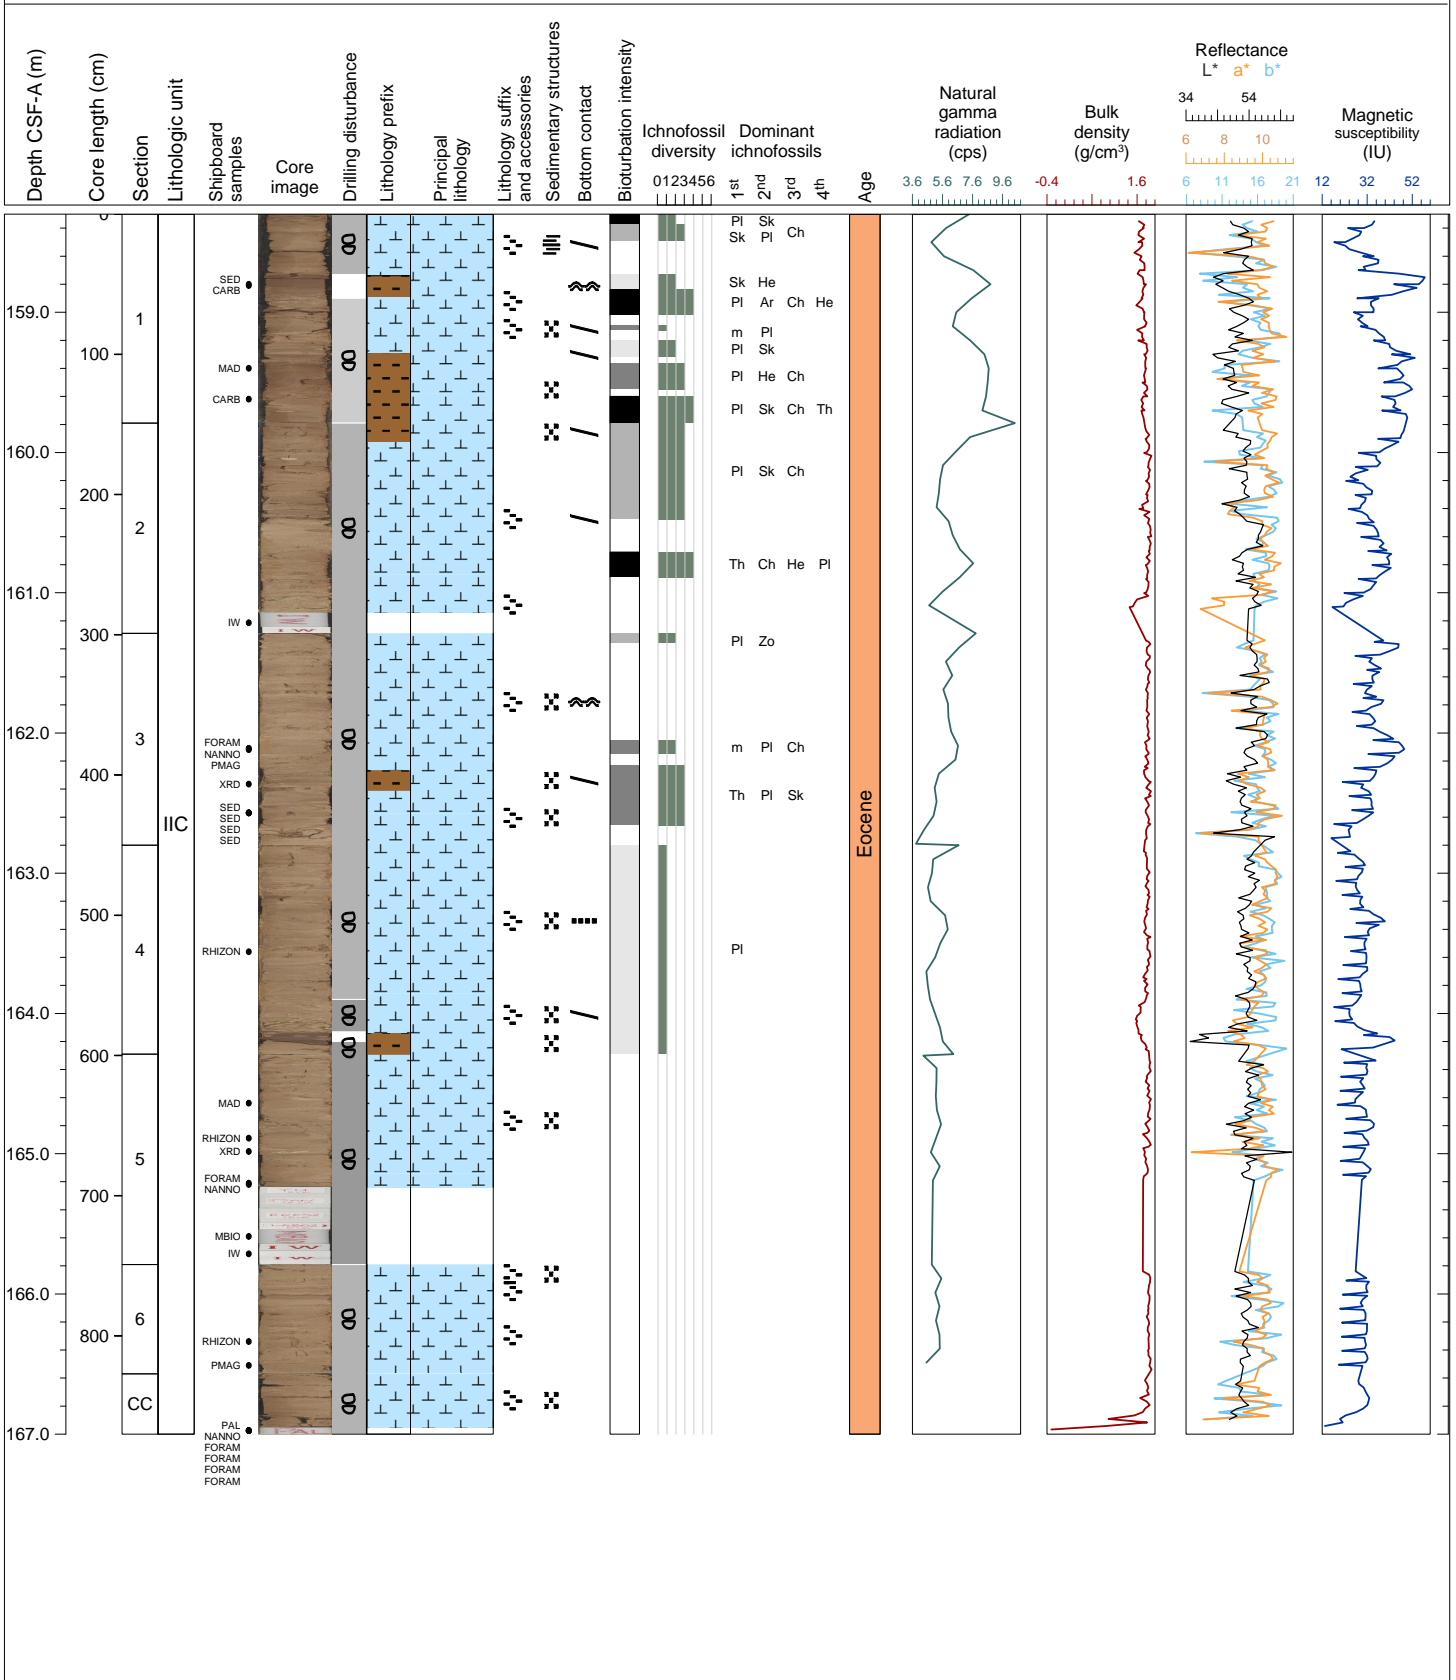 Depth CSF-A (m)
Core length (cm)
Section
Lithologic unit
Shipboard
samples
Core
image
Drilling disturbance
Lithology prefix
Principal
lithology
Lithology suffix
and accessories
Sedimentary structures
Bottom contact
Bioturbation intensity
Ichnofossil
diversity
0123456
Dominant
ichnofossils
1st 2nd 3rd 4th
Age
Natural
gamma
radiation
(cps)
3.6 5.6 7.6 9.6
Bulk
density
(g/cm³)
-0.4 1.6
Reflectance
L* a* b*
34 54
6 8 10
6 11 16 21
Magnetic
susceptibility
(IU)
12 32 52
159.0
160.0
161.0
162.0
163.0
164.0
165.0
166.0
167.0
0
100
200
300
400
500
600
700
800
1
2
3
4
5
6
CC
IIC
SED
CARB
MAD
CARB
IW
FORAM
NANNO
PMAG
XRD
SED
SED
SED
SED
RHIZON
MAD
RHIZON
XRD
FORAM
NANNO
MBIO
IW
RHIZON
PMAG
PAL
NANNO
FORAM
FORAM
FORAM
FORAM
I W
I W
I W
Pl Sk
Sk Pl Ch
Sk He
Pl Ar Ch He
m Pl
Pl Sk
Pl He Ch
Pl Sk Ch Th
Pl Sk Ch
Th Ch He Pl
Pl Zo
m Pl Ch
Th Pl Sk
Pl
Eocene